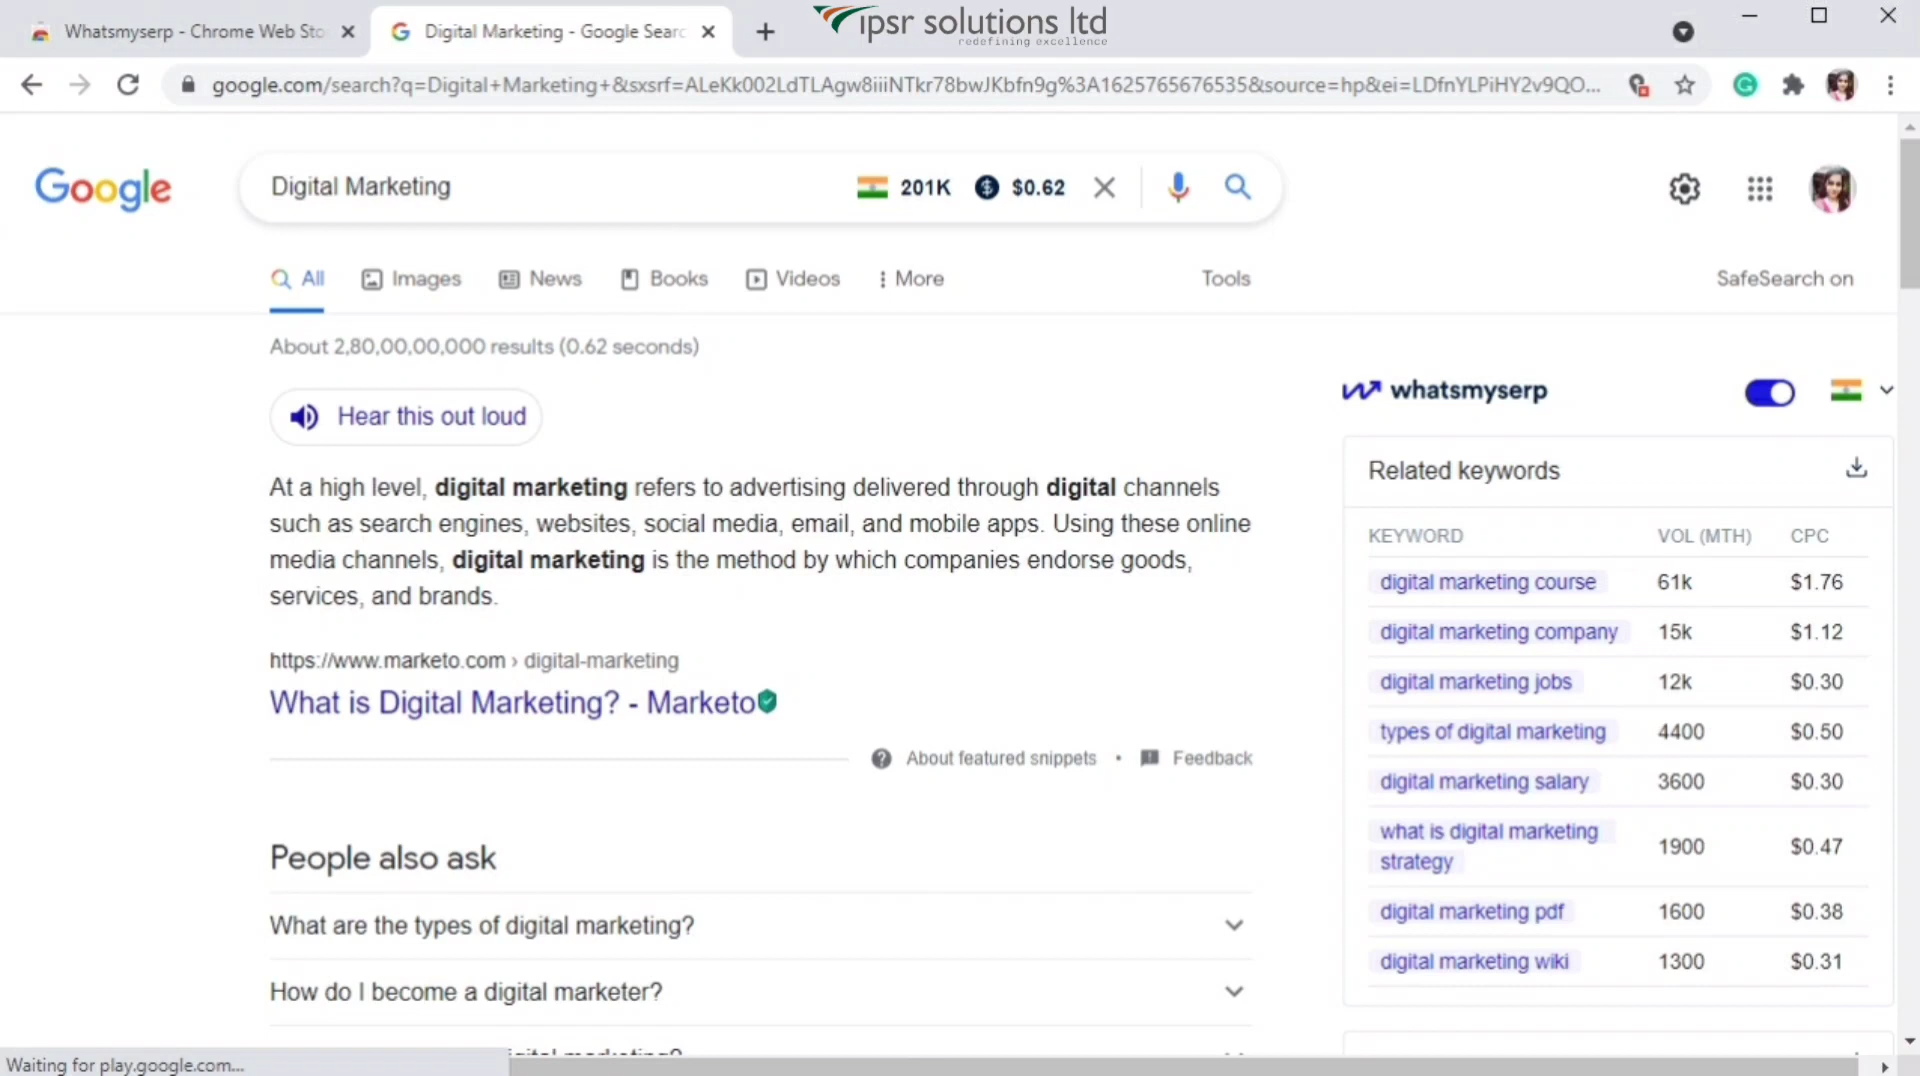 Whatsmyserp - Chrome Web Sto
Digital Marketing - Google Searc
ipsr solutions ltd
redefining excellence
google.com/search?q=Digital+Marketing+&sxsrf=ALeKk002LdTLAgw8iiiNTkr78bwJKbfn9g%3A1625765676535&source=hp&ei=LDfnYLPiHY2v9QO...
Google
Digital Marketing
201K
$0.62
All
Images
News
Books
Videos
More
Tools
SafeSearch on
About 2,80,00,00,000 results (0.62 seconds)
Hear this out loud
At a high level, digital marketing refers to advertising delivered through digital channels
such as search engines, websites, social media, email, and mobile apps. Using these online
media channels, digital marketing is the method by which companies endorse goods,
services, and brands.
https://www.marketo.com › digital-marketing
What is Digital Marketing? - Marketo
About featured snippets • Feedback
People also ask
What are the types of digital marketing?
How do I become a digital marketer?
whatsmyserp
Related keywords
KEYWORD VOL (MTH) CPC
digital marketing course 61k $1.76
digital marketing company 15k $1.12
digital marketing jobs 12k $0.30
types of digital marketing 4400 $0.50
digital marketing salary 3600 $0.30
what is digital marketing
strategy 1900 $0.47
digital marketing pdf 1600 $0.38
digital marketing wiki 1300 $0.31
Waiting for play.google.com...